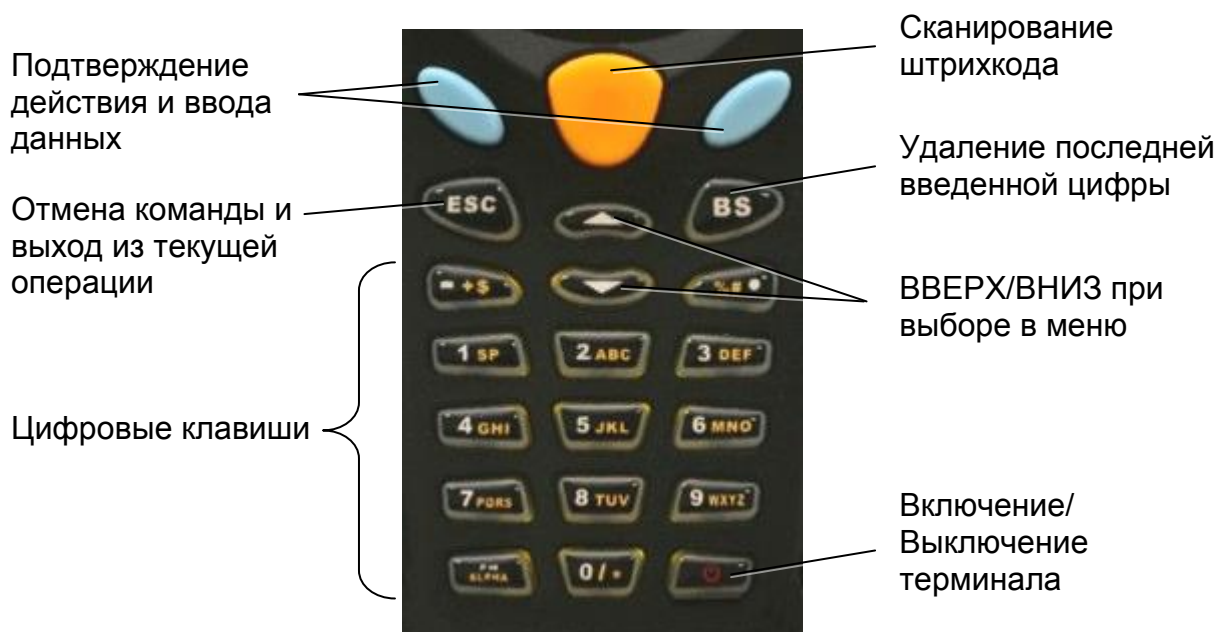 Подтверждение
действия и ввода
данных
Отмена команды и
выход из текущей
операции
Цифровые клавиши
Сканирование
штрихкода
Удаление последней
введенной цифры
ВВЕРХ/ВНИЗ при
выборе в меню
Включение/
Выключение
терминала
ESC
BS
- +$
%# •
1 SP
2 ABC
3 DEF
4 GHI
5 JKL
6 MNO
7 PQRS
8 TUV
9 WXYZ
ALPHA
0 / *